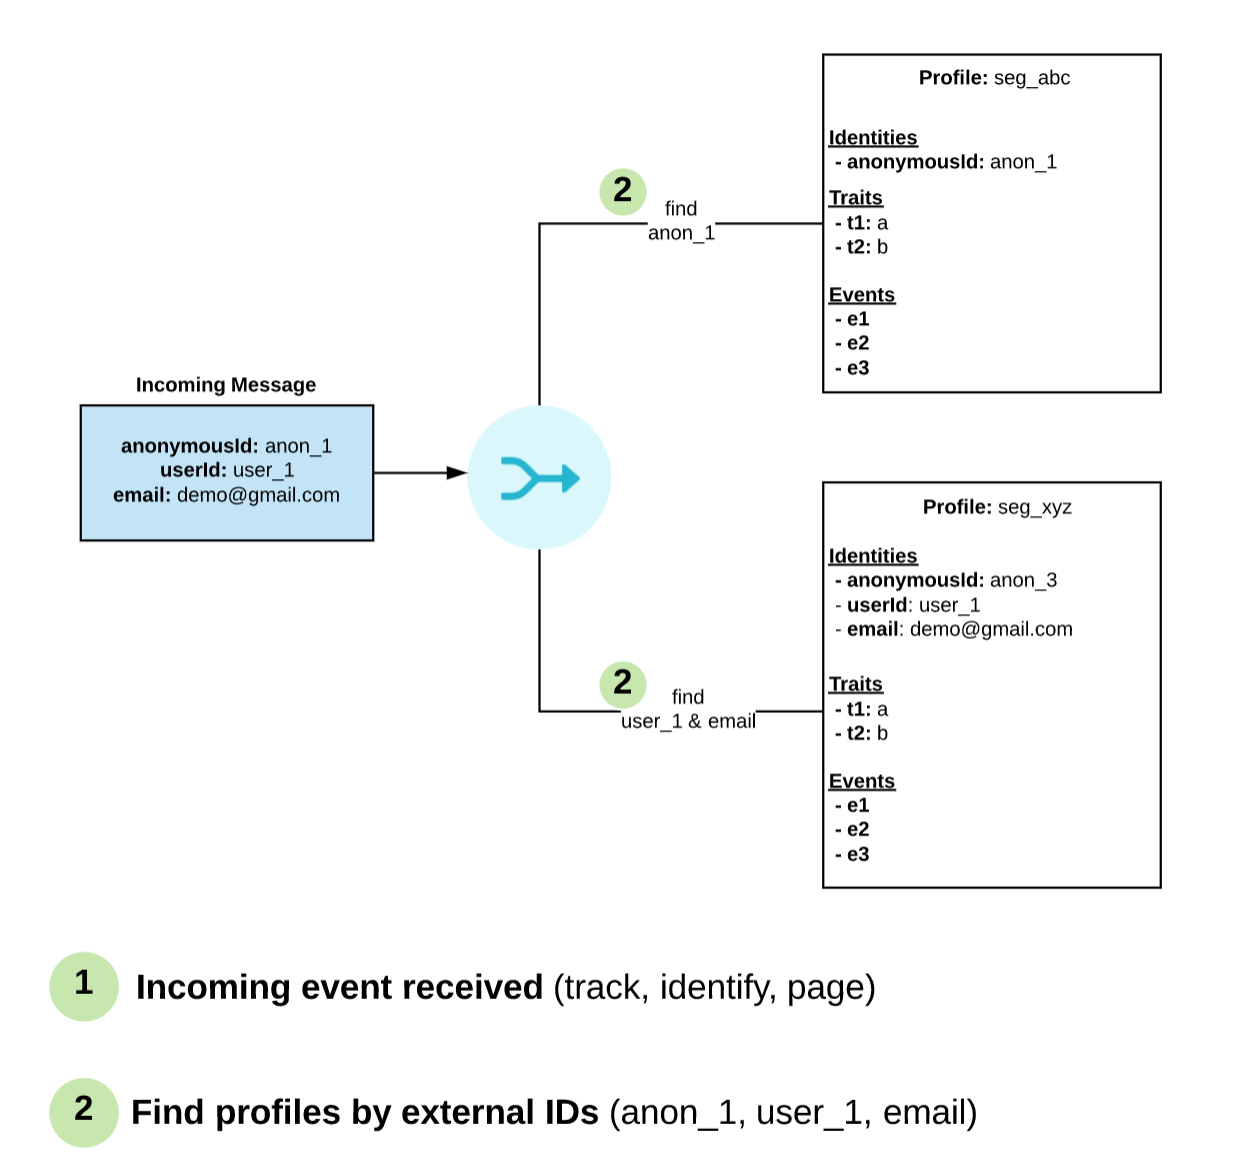 Profile: seg_abc
Identities
- anonymousId: anon_1
Traits
- t1: a
- t2: b
Events
- e1
- e2
- e3
2
find
anon_1
Incoming Message
anonymousId: anon_1
userId: user_1
email: demo@gmail.com
Profile: seg_xyz
Identities
- anonymousId: anon_3
- userId: user_1
- email: demo@gmail.com
Traits
- t1: a
- t2: b
Events
- e1
- e2
- e3
2
find
user_1 & email
1 Incoming event received (track, identify, page)
2 Find profiles by external IDs (anon_1, user_1, email)